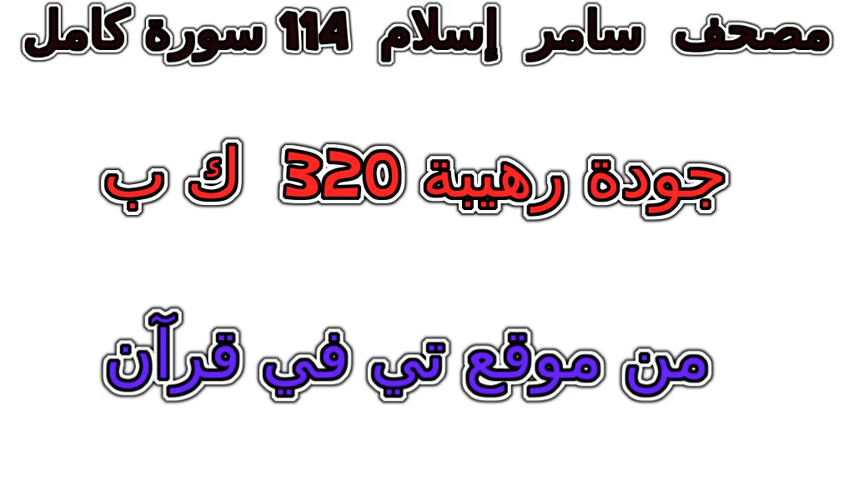 مصحف سامر إسلام 114 سورة كامل
جودة رهيبة 320 ك ب
من موقع تي في قرآن